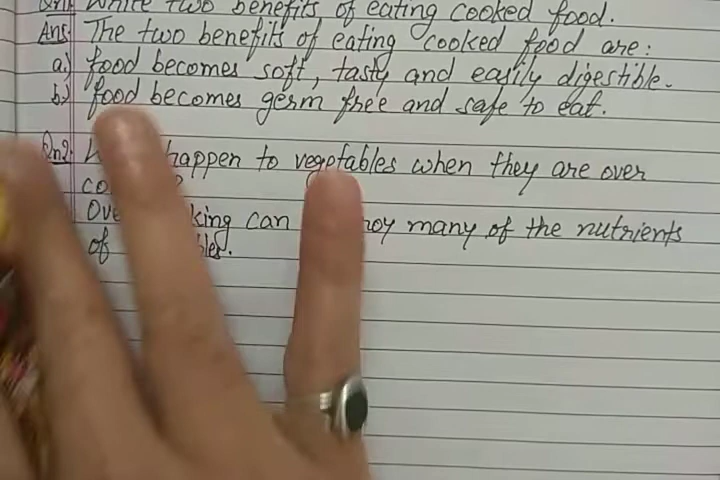 Qn1. Write two benefits of eating cooked food.
Ans: The two benefits of eating cooked food are:
a) food becomes soft, tasty and easily digestible.
b) food becomes germ free and safe to eat.
Qn2. happen to vegetables when they are over
?
king can many of the nutrients
of